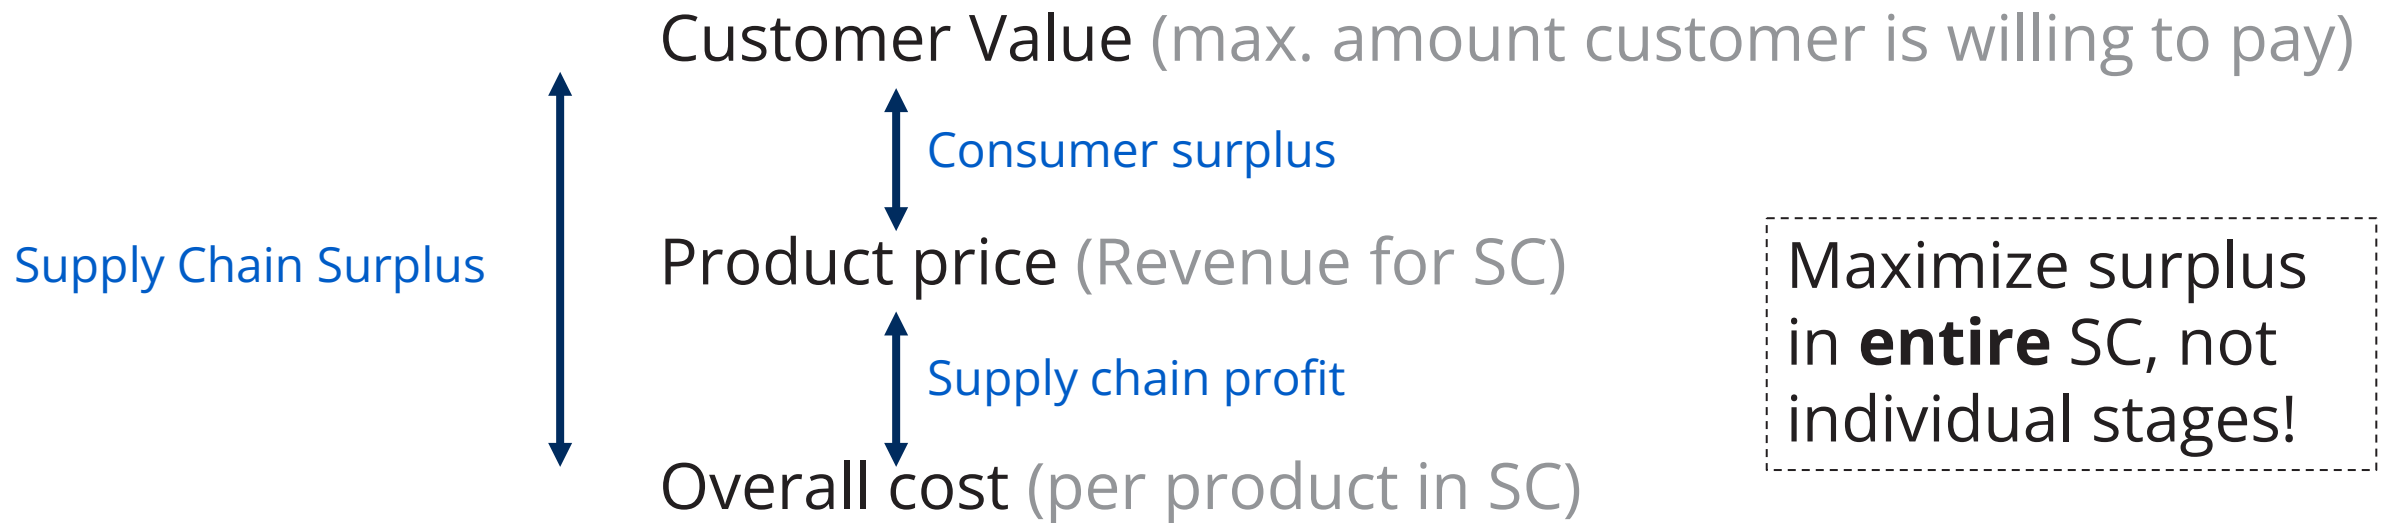 Customer Value (max. amount customer is willing to pay)
Consumer surplus
Supply Chain Surplus
Product price (Revenue for SC)
Maximize surplus
in entire SC, not
individual stages!
Supply chain profit
Overall cost (per product in SC)